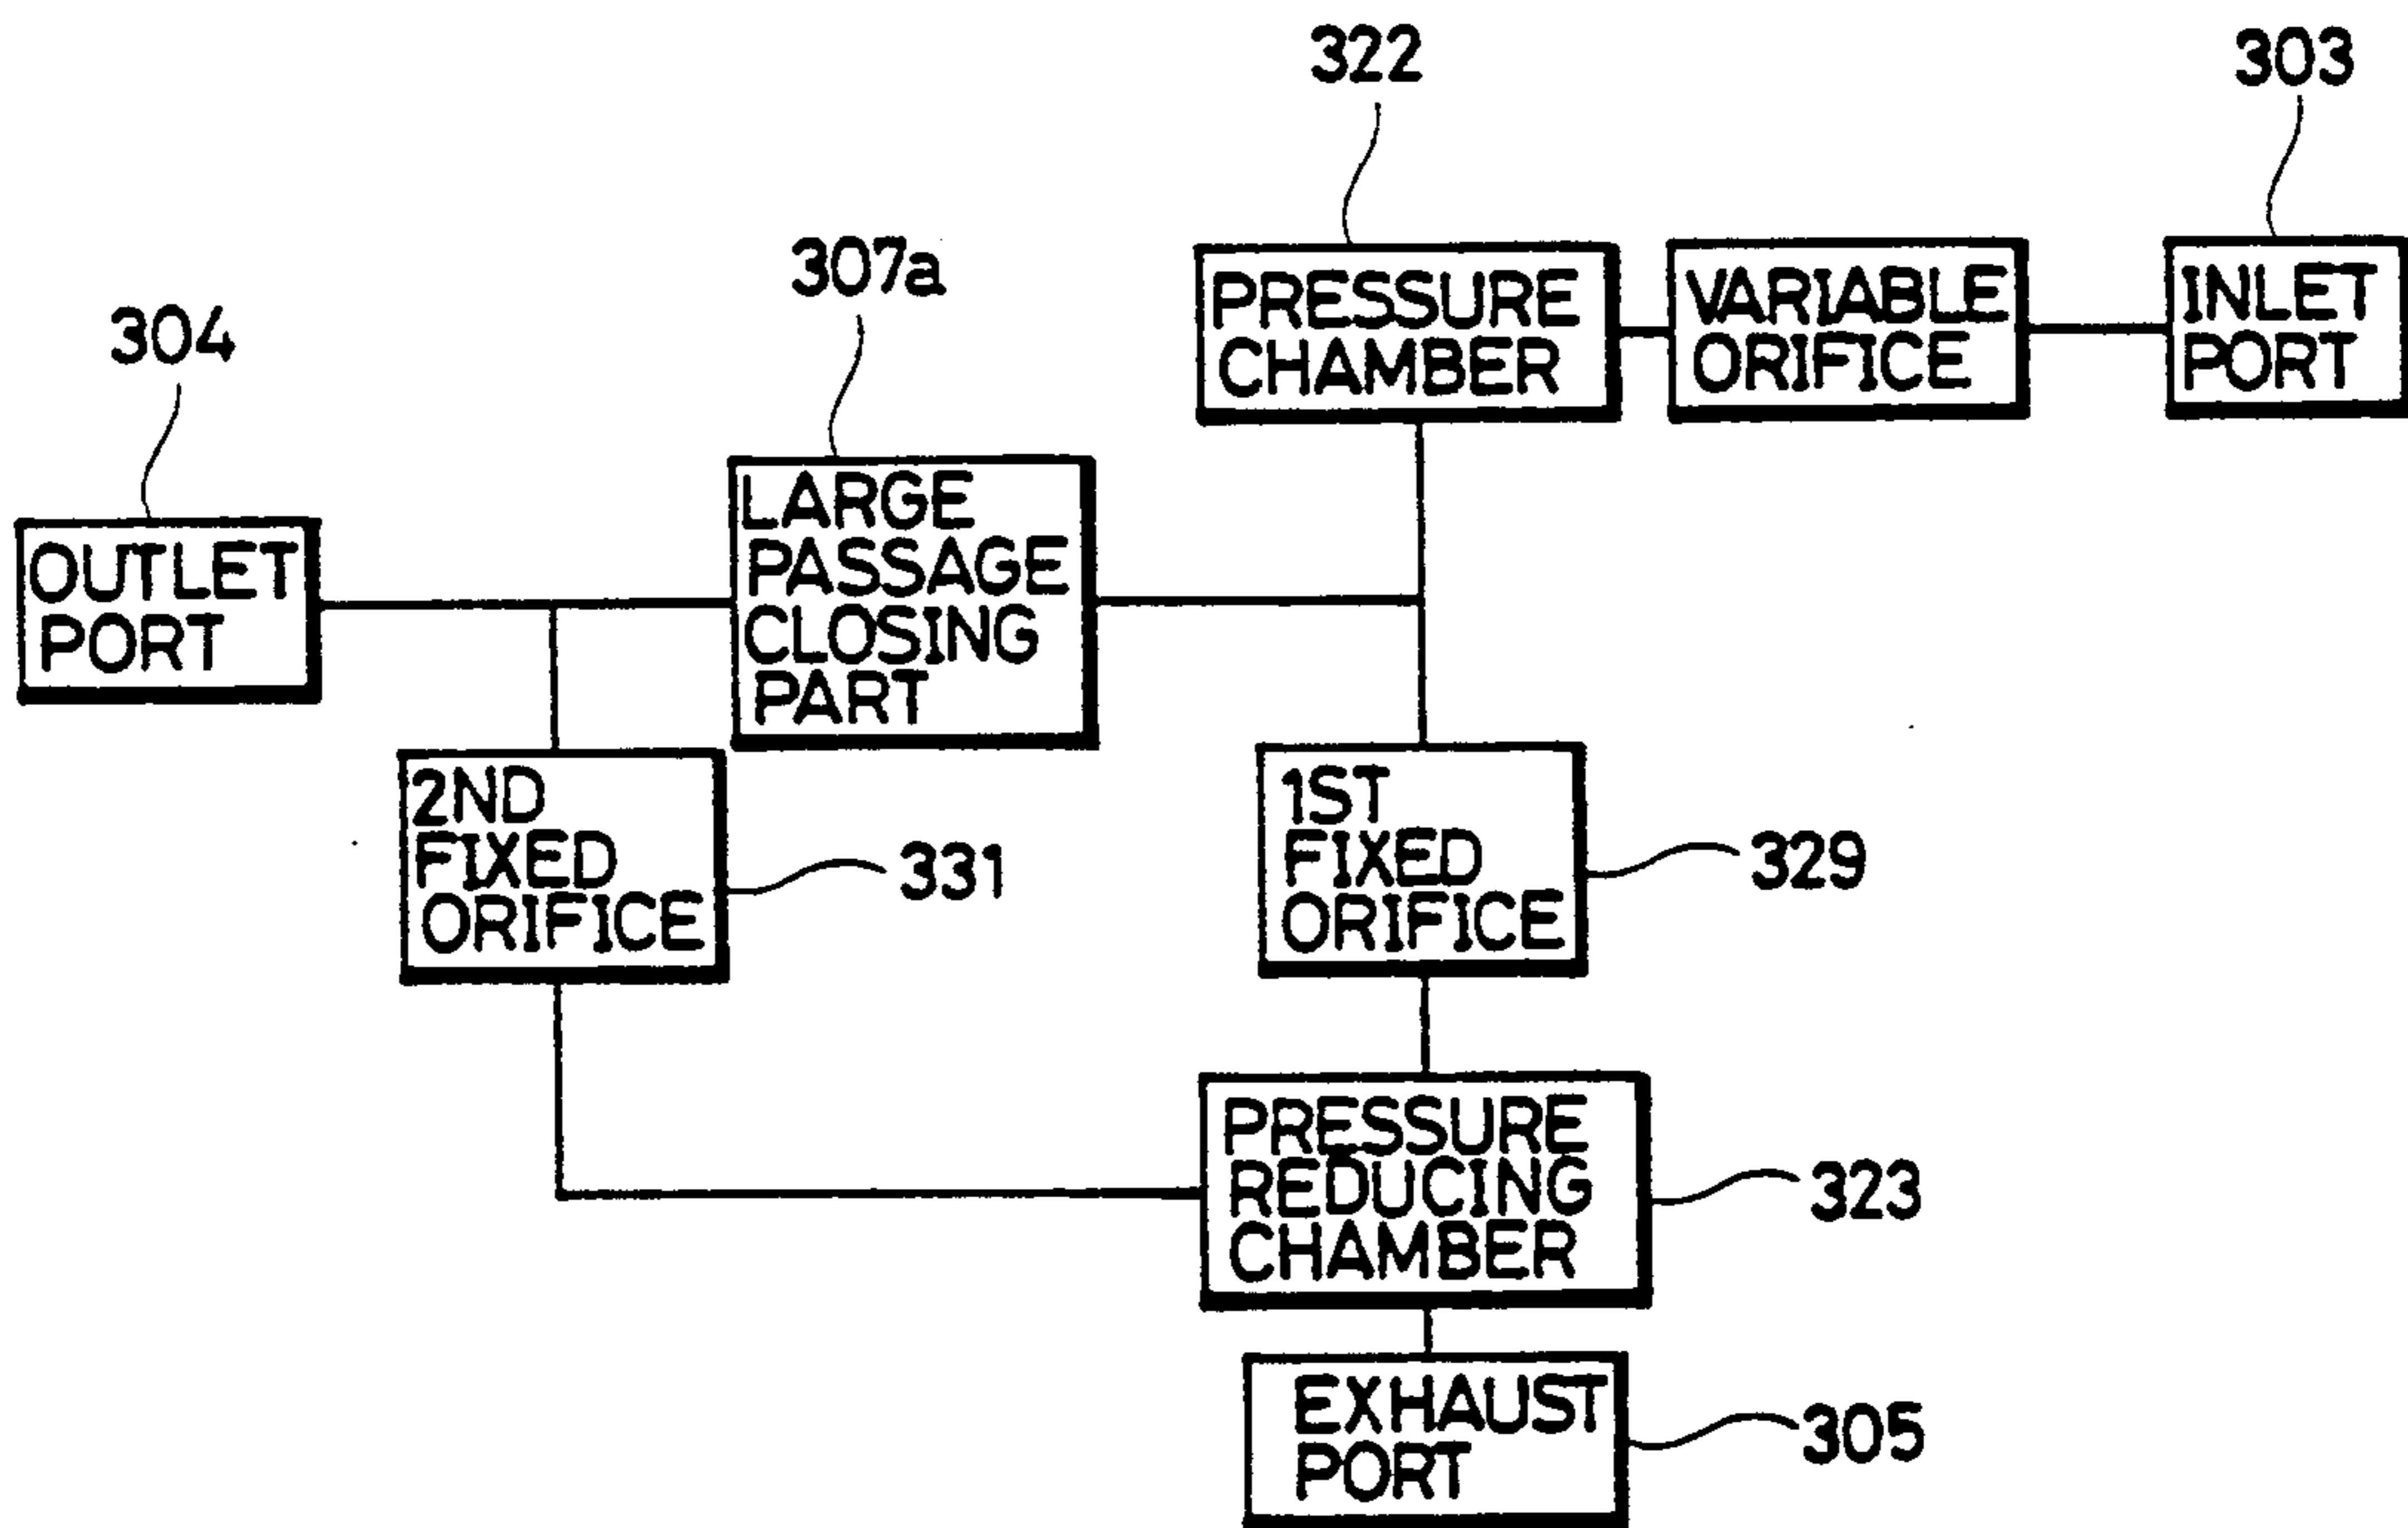 322
303
307a
304
PRESSURE
CHAMBER
VARIABLE
ORIFICE
INLET
PORT
LARGE
PASSAGE
CLOSING
PART
OUTLET
PORT
2ND
FIXED
ORIFICE
331
1ST
FIXED
ORIFICE
329
PRESSURE
REDUCING
CHAMBER
323
EXHAUST
PORT
305